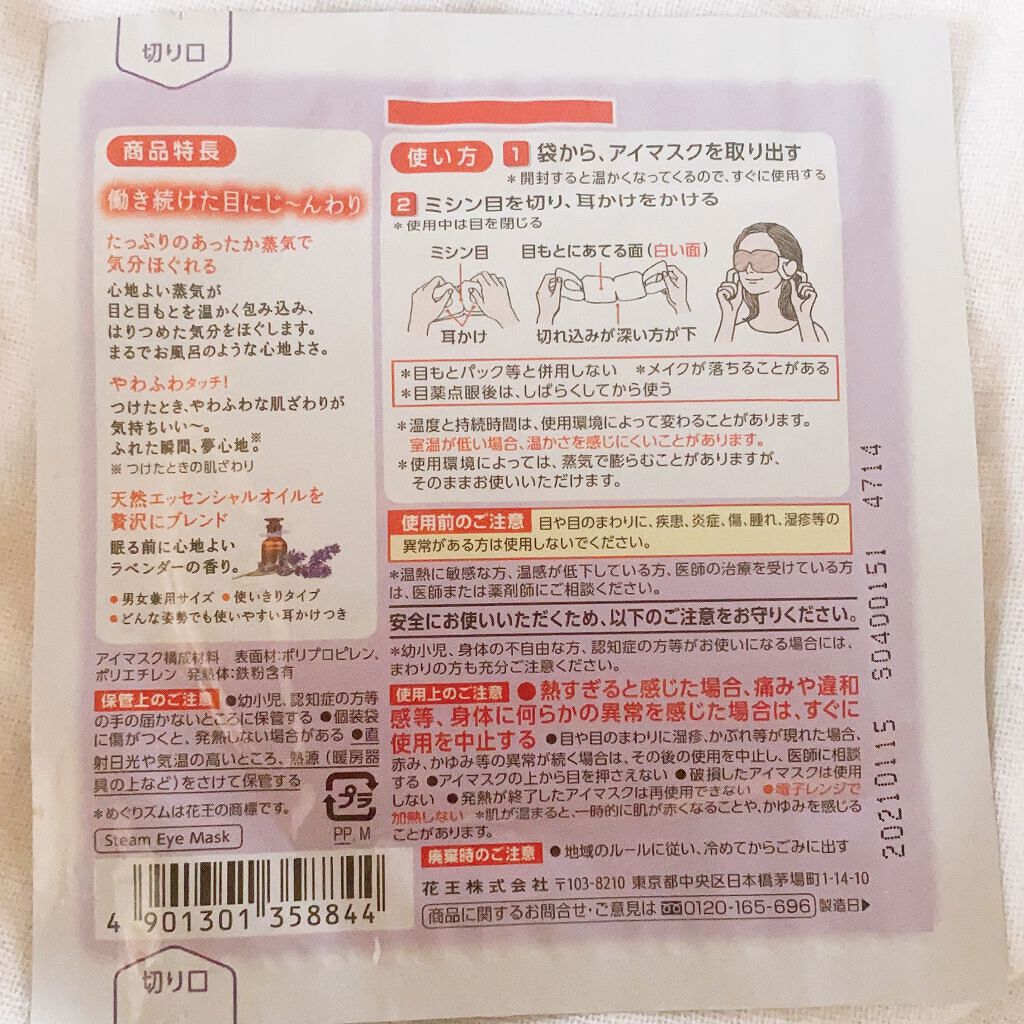 切り口
商品特長
働き続けた目にじ〜んわり
たっぷりのあったか蒸気で
気分ほぐれる
心地よい蒸気が
目と目もとを温かく包み込み、
はりつめた気分をほぐします。
まるでお風呂のような心地よさ。
やわふわタッチ!
つけたとき、やわふわな肌ざわりが
気持ちいい〜。
ふれた瞬間、夢心地。※
※つけたときの肌ざわり
天然エッセンシャルオイルを
贅沢にブレンド
眠る前に心地よい
ラベンダーの香り。
●男女兼用サイズ ●使いきりタイプ
●どんな姿勢でも使いやすい耳かけつき
アイマスク構成材料 表面材:ポリプロピレン、
ポリエチレン 発熱体:鉄粉含有
保管上のご注意 ●幼小児、認知症の方等
の手の届かないところに保管する ●個装袋
に傷がつくと、発熱しない場合がある ●直
射日光や気温の高いところ、熱源(暖房器
具の上など)をさけて保管する
*めぐりズムは花王の商標です。
Steam Eye Mask
プラ
PP, M
4 901301 358844
切り口
使い方 1 袋から、アイマスクを取り出す
*開封すると温かくなってくるので、すぐに使用する
2 ミシン目を切り、耳かけをかける
*使用中は目を閉じる
ミシン目 目もとにあてる面(白い面)
耳かけ 切れ込みが深い方が下
*目もとパック等と併用しない *メイクが落ちることがある
*目薬点眼後は、しばらくしてから使う
*温度と持続時間は、使用環境によって変わることがあります。
室温が低い場合、温かさを感じにくいことがあります。
*使用環境によっては、蒸気で膨らむことがありますが、
そのままお使いいただけます。
使用前のご注意 目や目のまわりに、疾患、炎症、傷、腫れ、湿疹等の
異常がある方は使用しないでください。
*温熱に敏感な方、温感が低下している方、医師の治療を受けている方
は、医師または薬剤師にご相談ください。
安全にお使いいただくため、以下のご注意をお守りください。
*幼小児、身体の不自由な方、認知症の方等がお使いになる場合には、
まわりの方も充分ご注意ください。
使用上のご注意 ●熱すぎると感じた場合、痛みや違和
感等、身体に何らかの異常を感じた場合は、すぐに
使用を中止する ●目や目のまわりに湿疹、かぶれ等が現れた場合、
赤み、かゆみ等の異常が続く場合は、その後の使用を中止し、医師に相談
する ●アイマスクの上から目を押さえない ●破損したアイマスクは使用
しない ●発熱が終了したアイマスクは再使用できない ●電子レンジで
加熱しない *肌が温まると、一時的に肌が赤くなることや、かゆみを感じる
ことがあります。
廃棄時のご注意 ●地域のルールに従い、冷めてからごみに出す
花王株式会社 〒103-8210 東京都中央区日本橋茅場町1-14-10
商品に関するお問合せ・ご意見は 0120-165-696 製造日▶
20210115 80400151 4714